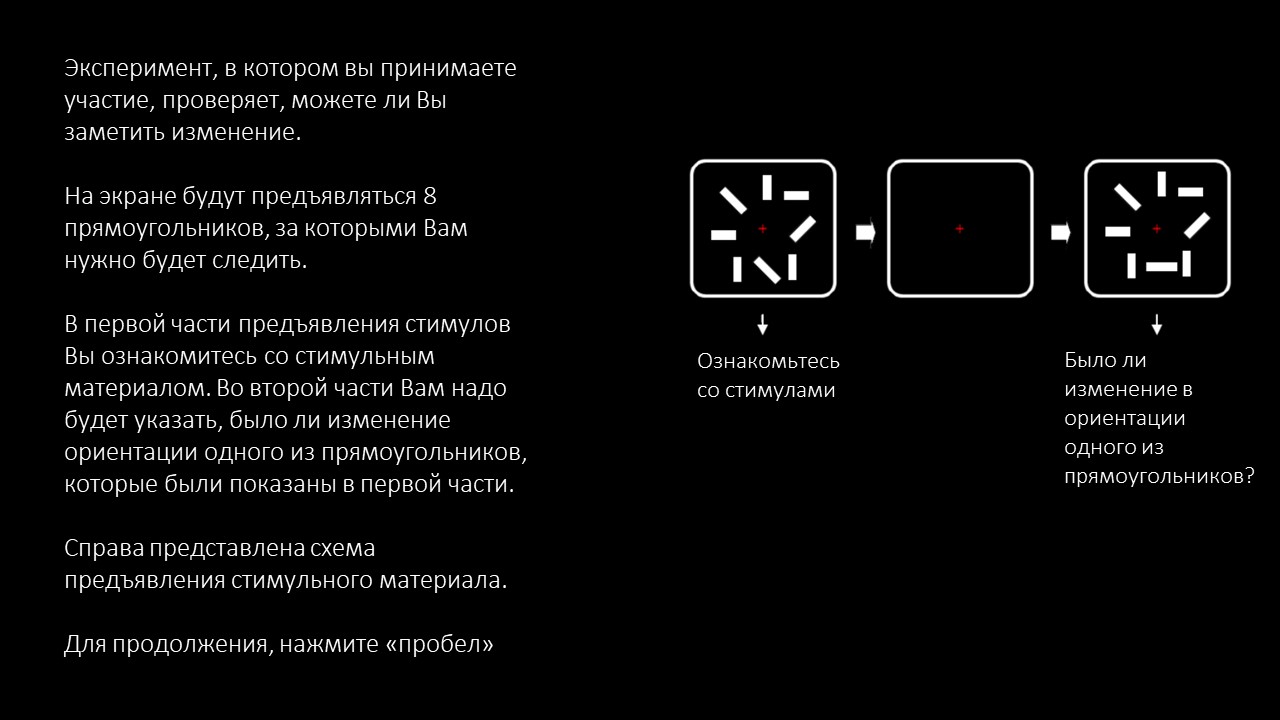 Эксперимент, в котором вы принимаете
участие, проверяет, можете ли Вы
заметить изменение.
На экране будут предъявляться 8
прямоугольников, за которыми Вам
нужно будет следить.
В первой части предъявления стимулов
Вы ознакомитесь со стимульным
материалом. Во второй части Вам надо
будет указать, было ли изменение
ориентации одного из прямоугольников,
которые были показаны в первой части.
Справа представлена схема
предъявления стимульного материала.
Для продолжения, нажмите «пробел»
Ознакомьтесь
со стимулами
Было ли
изменение в
ориентации
одного из
прямоугольников?